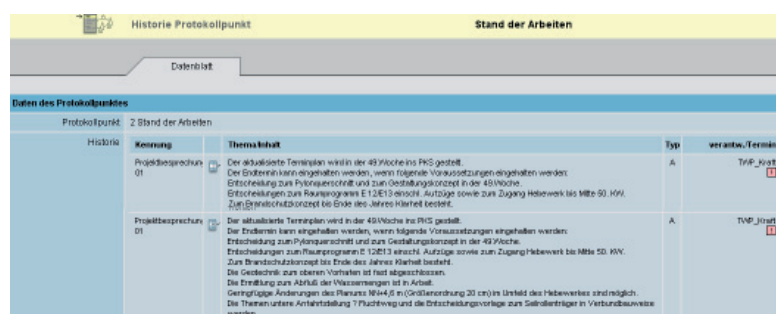 Historie Protokollpunkt
Stand der Arbeiten
Datenblatt
Daten des Protokollpunktes
Protokollpunkt 2 Stand der Arbeiten
Historie Kennung Thema/Inhalt Typ verantw./Termin
Projektbesprechun Der aktualisierte Terminplan wird in der 49.Woche ins PKS gestellt. A TWP_Kraft
01 Der Endtermin kann eingehalten werden, wenn folgende Voraussetzungen eingehalten werden:
Entscheidung zum Pylonquerschnitt und zum Gestaltungskonzept in der 49.Woche.
Entscheidungen zum Raumprogramm E 12/E13 einschl. Aufzüge sowie zum Zugang Hebewerk bis Mitte 50. KW.
Zum Brandschutzkonzept bis Ende des Jahres Klarheit besteht.
Projektbesprechun Der aktualisierte Terminplan wird in der 49.Woche ins PKS gestellt. A TWP_Kraft
01 Der Endtermin kann eingehalten werden, wenn folgende Voraussetzungen eingehalten werden:
Entscheidung zum Pylonquerschnitt und zum Gestaltungskonzept in der 49.Woche.
Entscheidungen zum Raumprogramm E 12/E13 einschl. Aufzüge sowie zum Zugang Hebewerk bis Mitte 50. KW.
Zum Brandschutzkonzept bis Ende des Jahres Klarheit besteht.
Die Geotechnik zum oberen Vorhafen ist fast abgeschlossen.
Die Ermittlung zum Abfluß der Wassermengen ist in Arbeit.
Geringfügige Änderungen des Planums NN+4,6 m (Größenordnung 20 cm) im Umfeld des Hebewerkes sind möglich.
Die Themen untere Anfahrtstellung ? Fluchtweg und die Entscheidungsvorlage zum Seilrollenträger in Verbundbauweise
werden